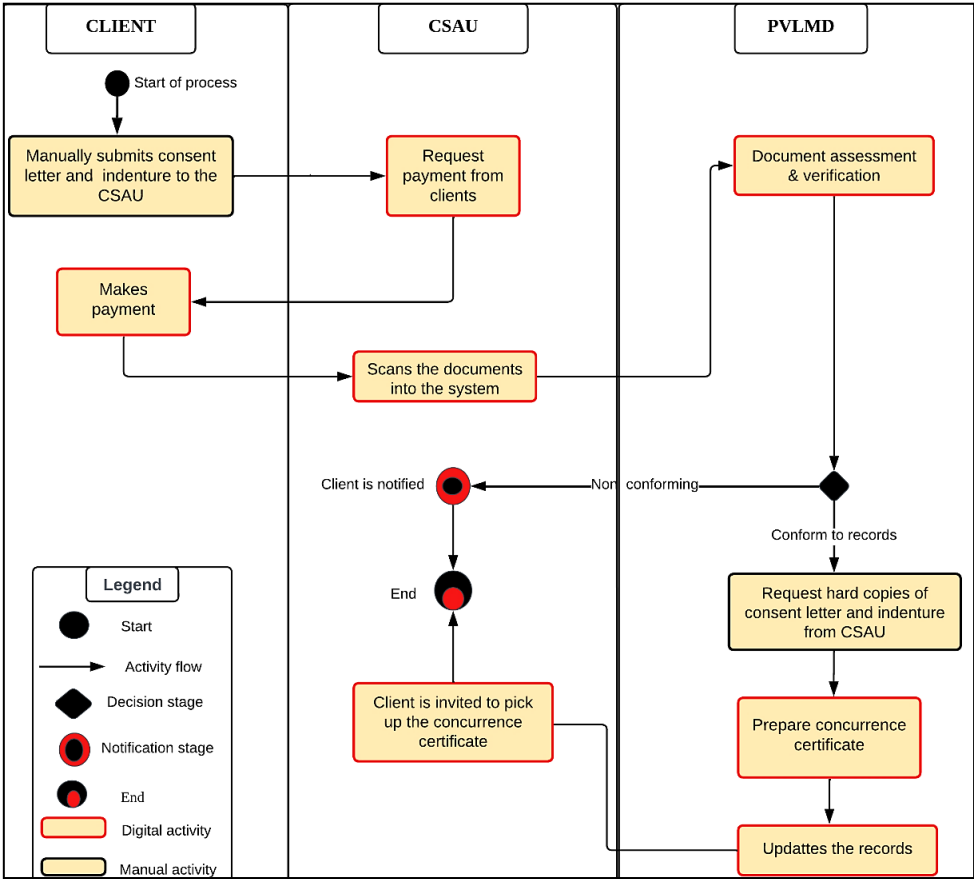 CLIENT
CSAU
PVLMD
Start of process
Manually submits consent
letter and indenture to the
CSAU
Request
payment from
clients
Document assessment
& verification
Makes
payment
Scans the documents
into the system
Client is notified
Non conforming
Conform to records
End
Request hard copies of
consent letter and indenture
from CSAU
Client is invited to pick
up the concurrence
certificate
Prepare concurrence
certificate
Updattes the records
Legend
Start
Activity flow
Decision stage
Notification stage
End
Digital activity
Manual activity